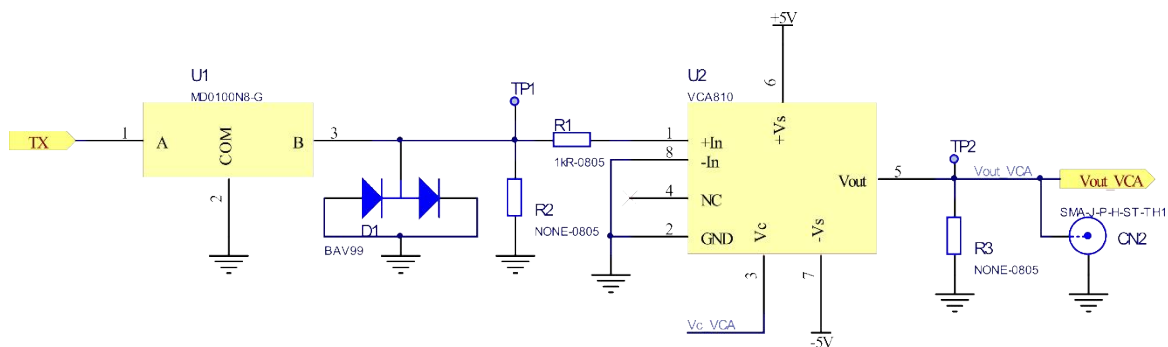 +5V
U1
MD0100N8-G
U2
VCA810
6
TP1
TX
1
A
COM
B
3
R1
1kR-0805
1
+In
+Vs
8
-In
TP2
4
NC
Vout
5
Vout_VCA
Vout_VCA
2
D1
BAV99
R2
NONE-0805
2
GND
Vc
-Vs
SMA-J-P-H-ST-TH1
CN2
R3
NONE-0805
3
7
Vc_VCA
-5V